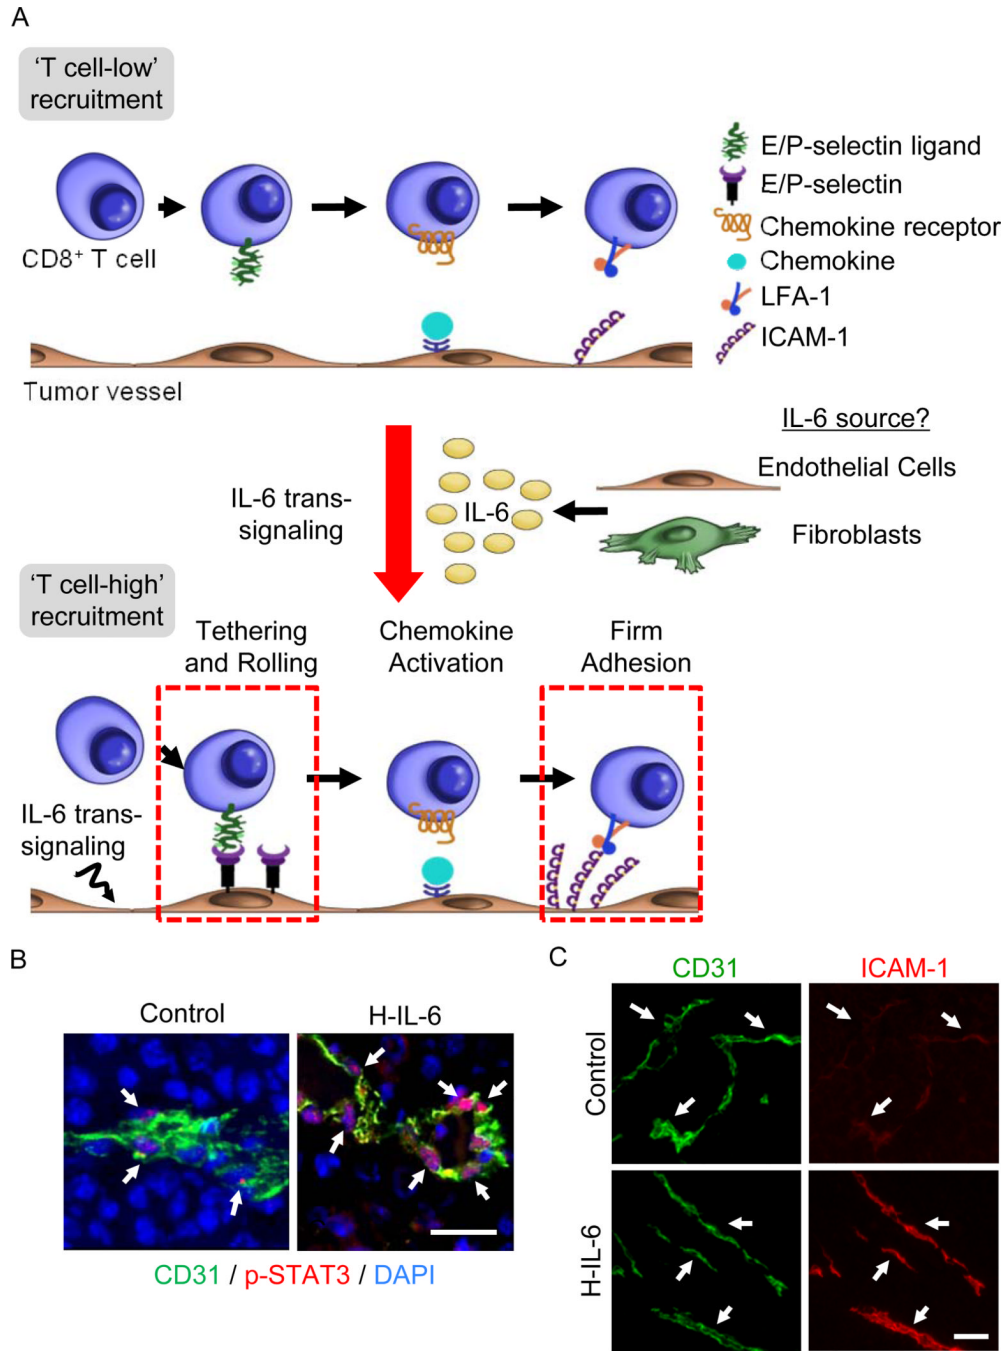 A
‘T cell-low’
recruitment
CD8⁺ T cell
Tumor vessel
E/P-selectin ligand
E/P-selectin
Chemokine receptor
Chemokine
LFA-1
ICAM-1
IL-6 source?
Endothelial Cells
Fibroblasts
IL-6 trans-
signaling
IL-6
‘T cell-high’
recruitment
Tethering
and Rolling
Chemokine
Activation
Firm
Adhesion
IL-6 trans-
signaling
B
Control
H-IL-6
CD31 / p-STAT3 / DAPI
C
CD31
ICAM-1
Control
H-IL-6